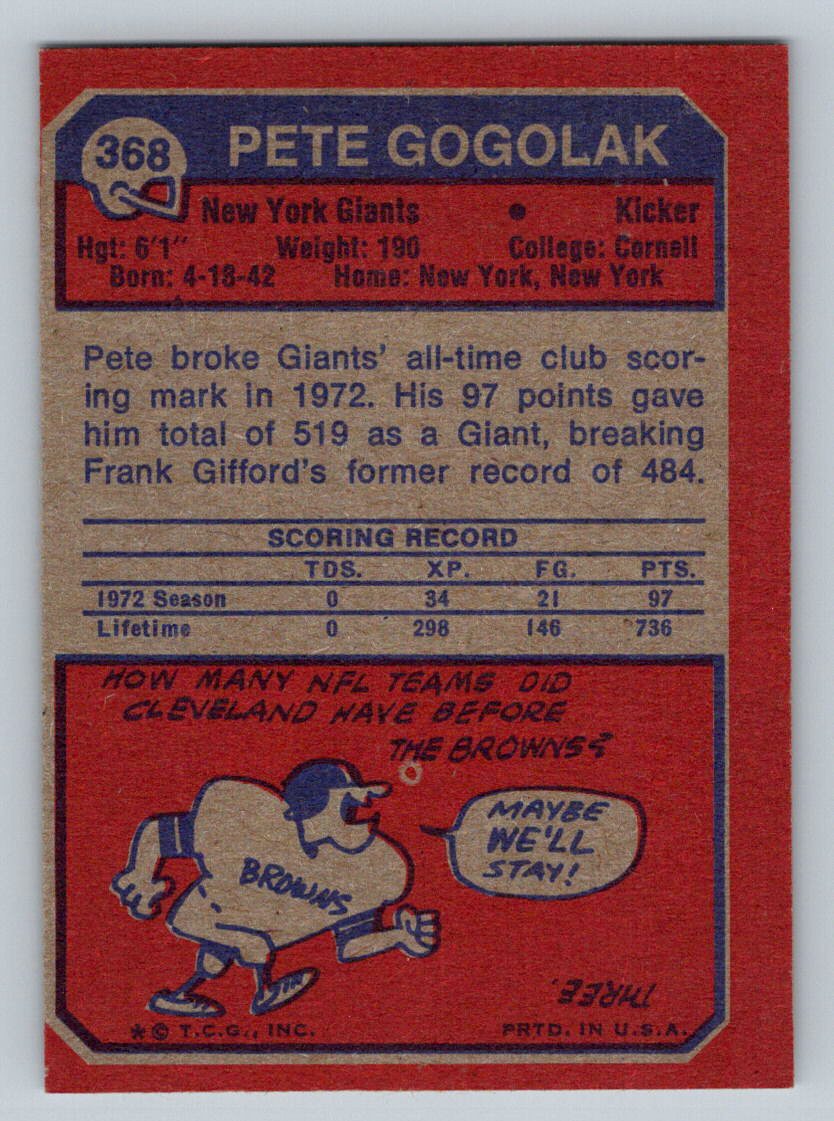 368
PETE GOGOLAK
New York Giants • Kicker
Hgt: 6'1" Weight: 190 College: Cornell
Born: 4-18-42 Home: New York, New York
Pete broke Giants' all-time club scor-
ing mark in 1972. His 97 points gave
him total of 519 as a Giant, breaking
Frank Gifford's former record of 484.
SCORING RECORD
TDS. XP. FG. PTS.
1972 Season 0 34 21 97
Lifetime 0 298 146 736
HOW MANY NFL TEAMS DID
CLEVELAND HAVE BEFORE
THE BROWNS?
MAYBE
WE'LL
STAY!
BROWNS
THREE.
*© T.C.G., INC. PRTD. IN U.S.A.